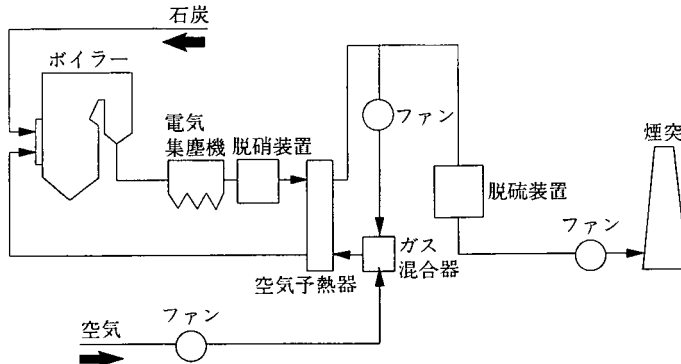 石炭
ボイラー
電気
集塵機
脱硝装置
ファン
煙突
脱硫装置
ファン
ガス
混合器
空気予熱器
ファン
空気